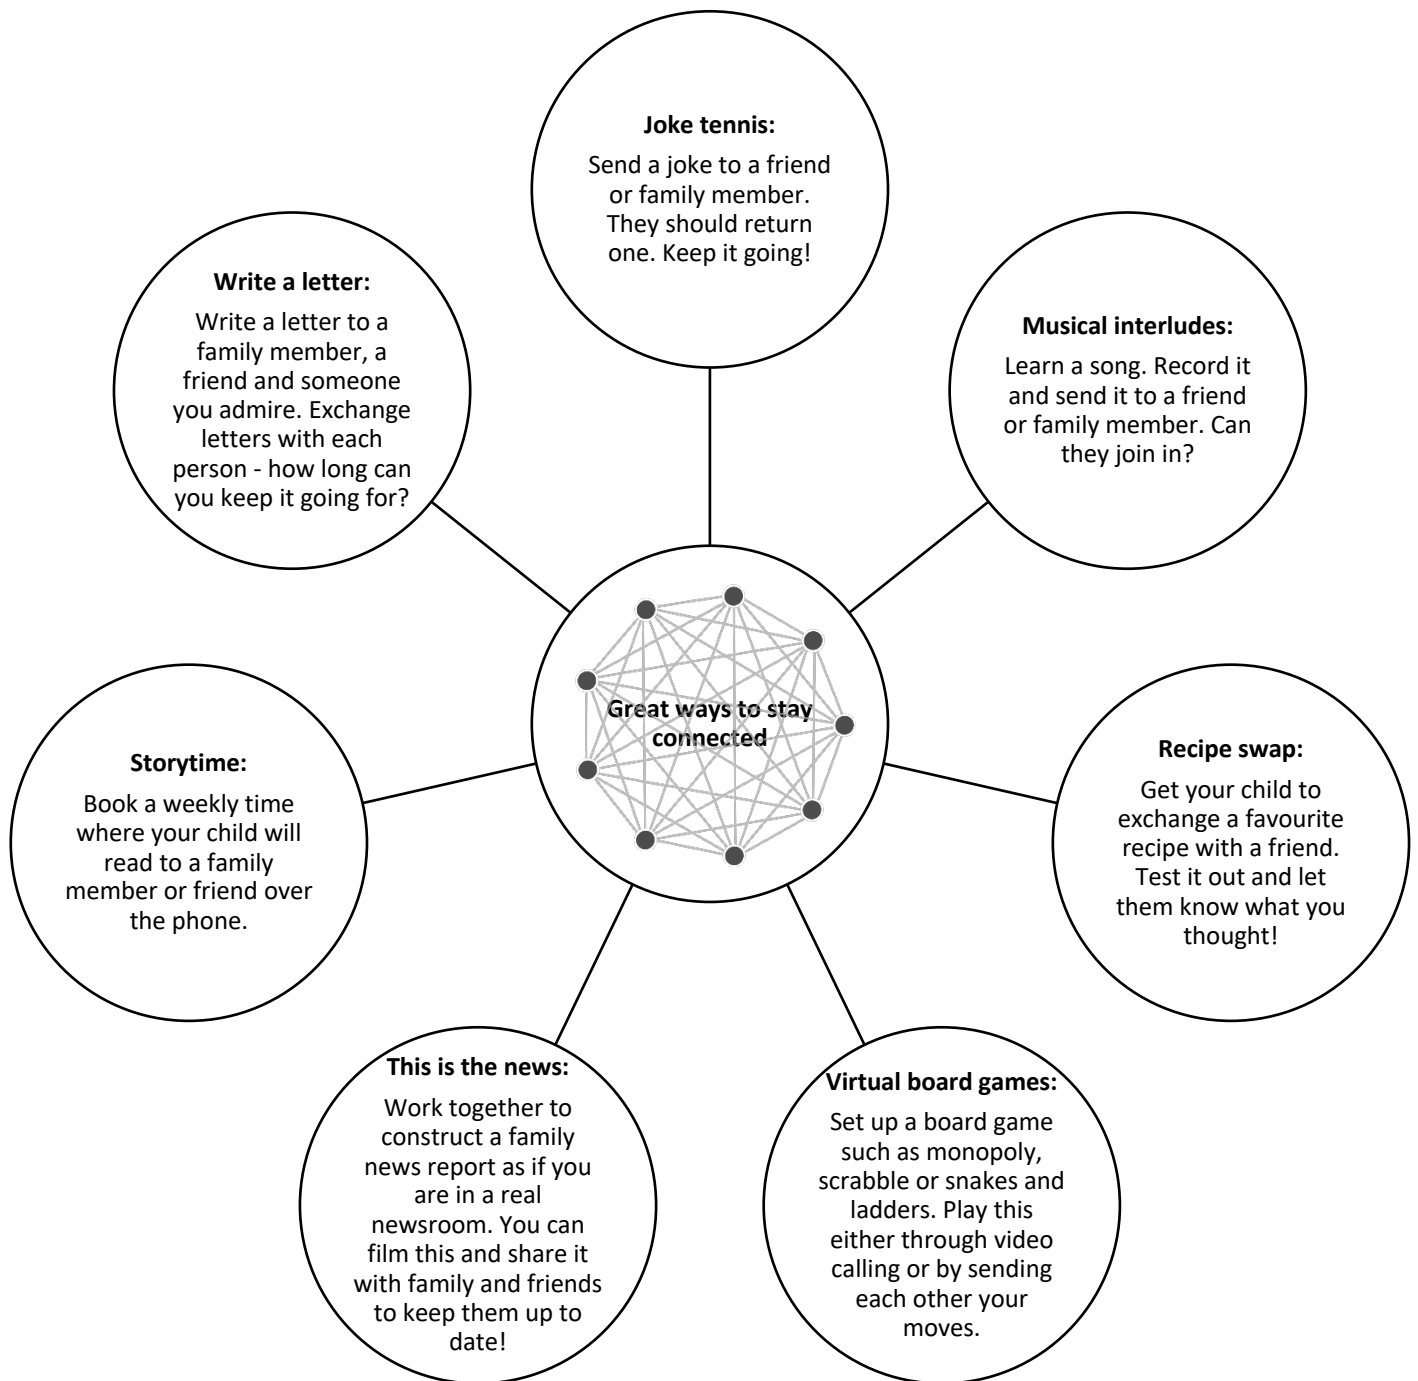 Joke tennis:
Send a joke to a friend
or family member.
They should return
one. Keep it going!
Musical interludes:
Learn a song. Record it
and send it to a friend
or family member. Can
they join in?
Recipe swap:
Get your child to
exchange a favourite
recipe with a friend.
Test it out and let
them know what you
thought!
Virtual board games:
Set up a board game
such as monopoly,
scrabble or snakes and
ladders. Play this
either through video
calling or by sending
each other your
moves.
This is the news:
Work together to
construct a family
news report as if you
are in a real
newsroom. You can
film this and share it
with family and friends
to keep them up to
date!
Storytime:
Book a weekly time
where your child will
read to a family
member or friend over
the phone.
Write a letter:
Write a letter to a
family member, a
friend and someone
you admire. Exchange
letters with each
person - how long can
you keep it going for?
Great ways to stay
connected